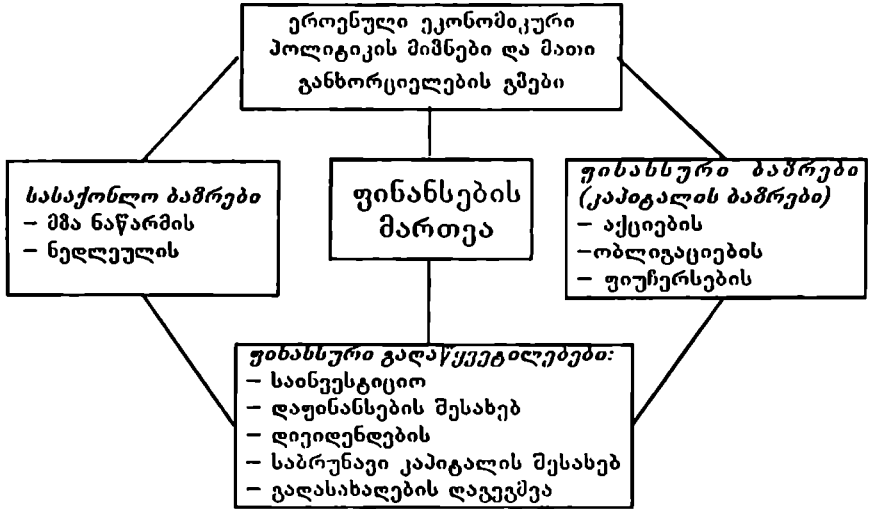 ეროვნული ეკონომიკური
პოლიტიკის მიზნები და მათი
განხორციელების გზები
სასაქონლო ბაზრები
– მზა ნაწარმის
– ნედლეულის
ფინანსების
მართვა
ფინანსური ბაზრები
(კაპიტალის ბაზრები)
– აქციების
–ობლიგაციების
– ფიუჩერსების
ფინანსური გადაწყვეტილებები:
– საინვესტიციო
– დაფინანსების შესახებ
– დივიდენდების
– საბრუნავი კაპიტალის შესახებ
– გადასახადების დაგეგმვა